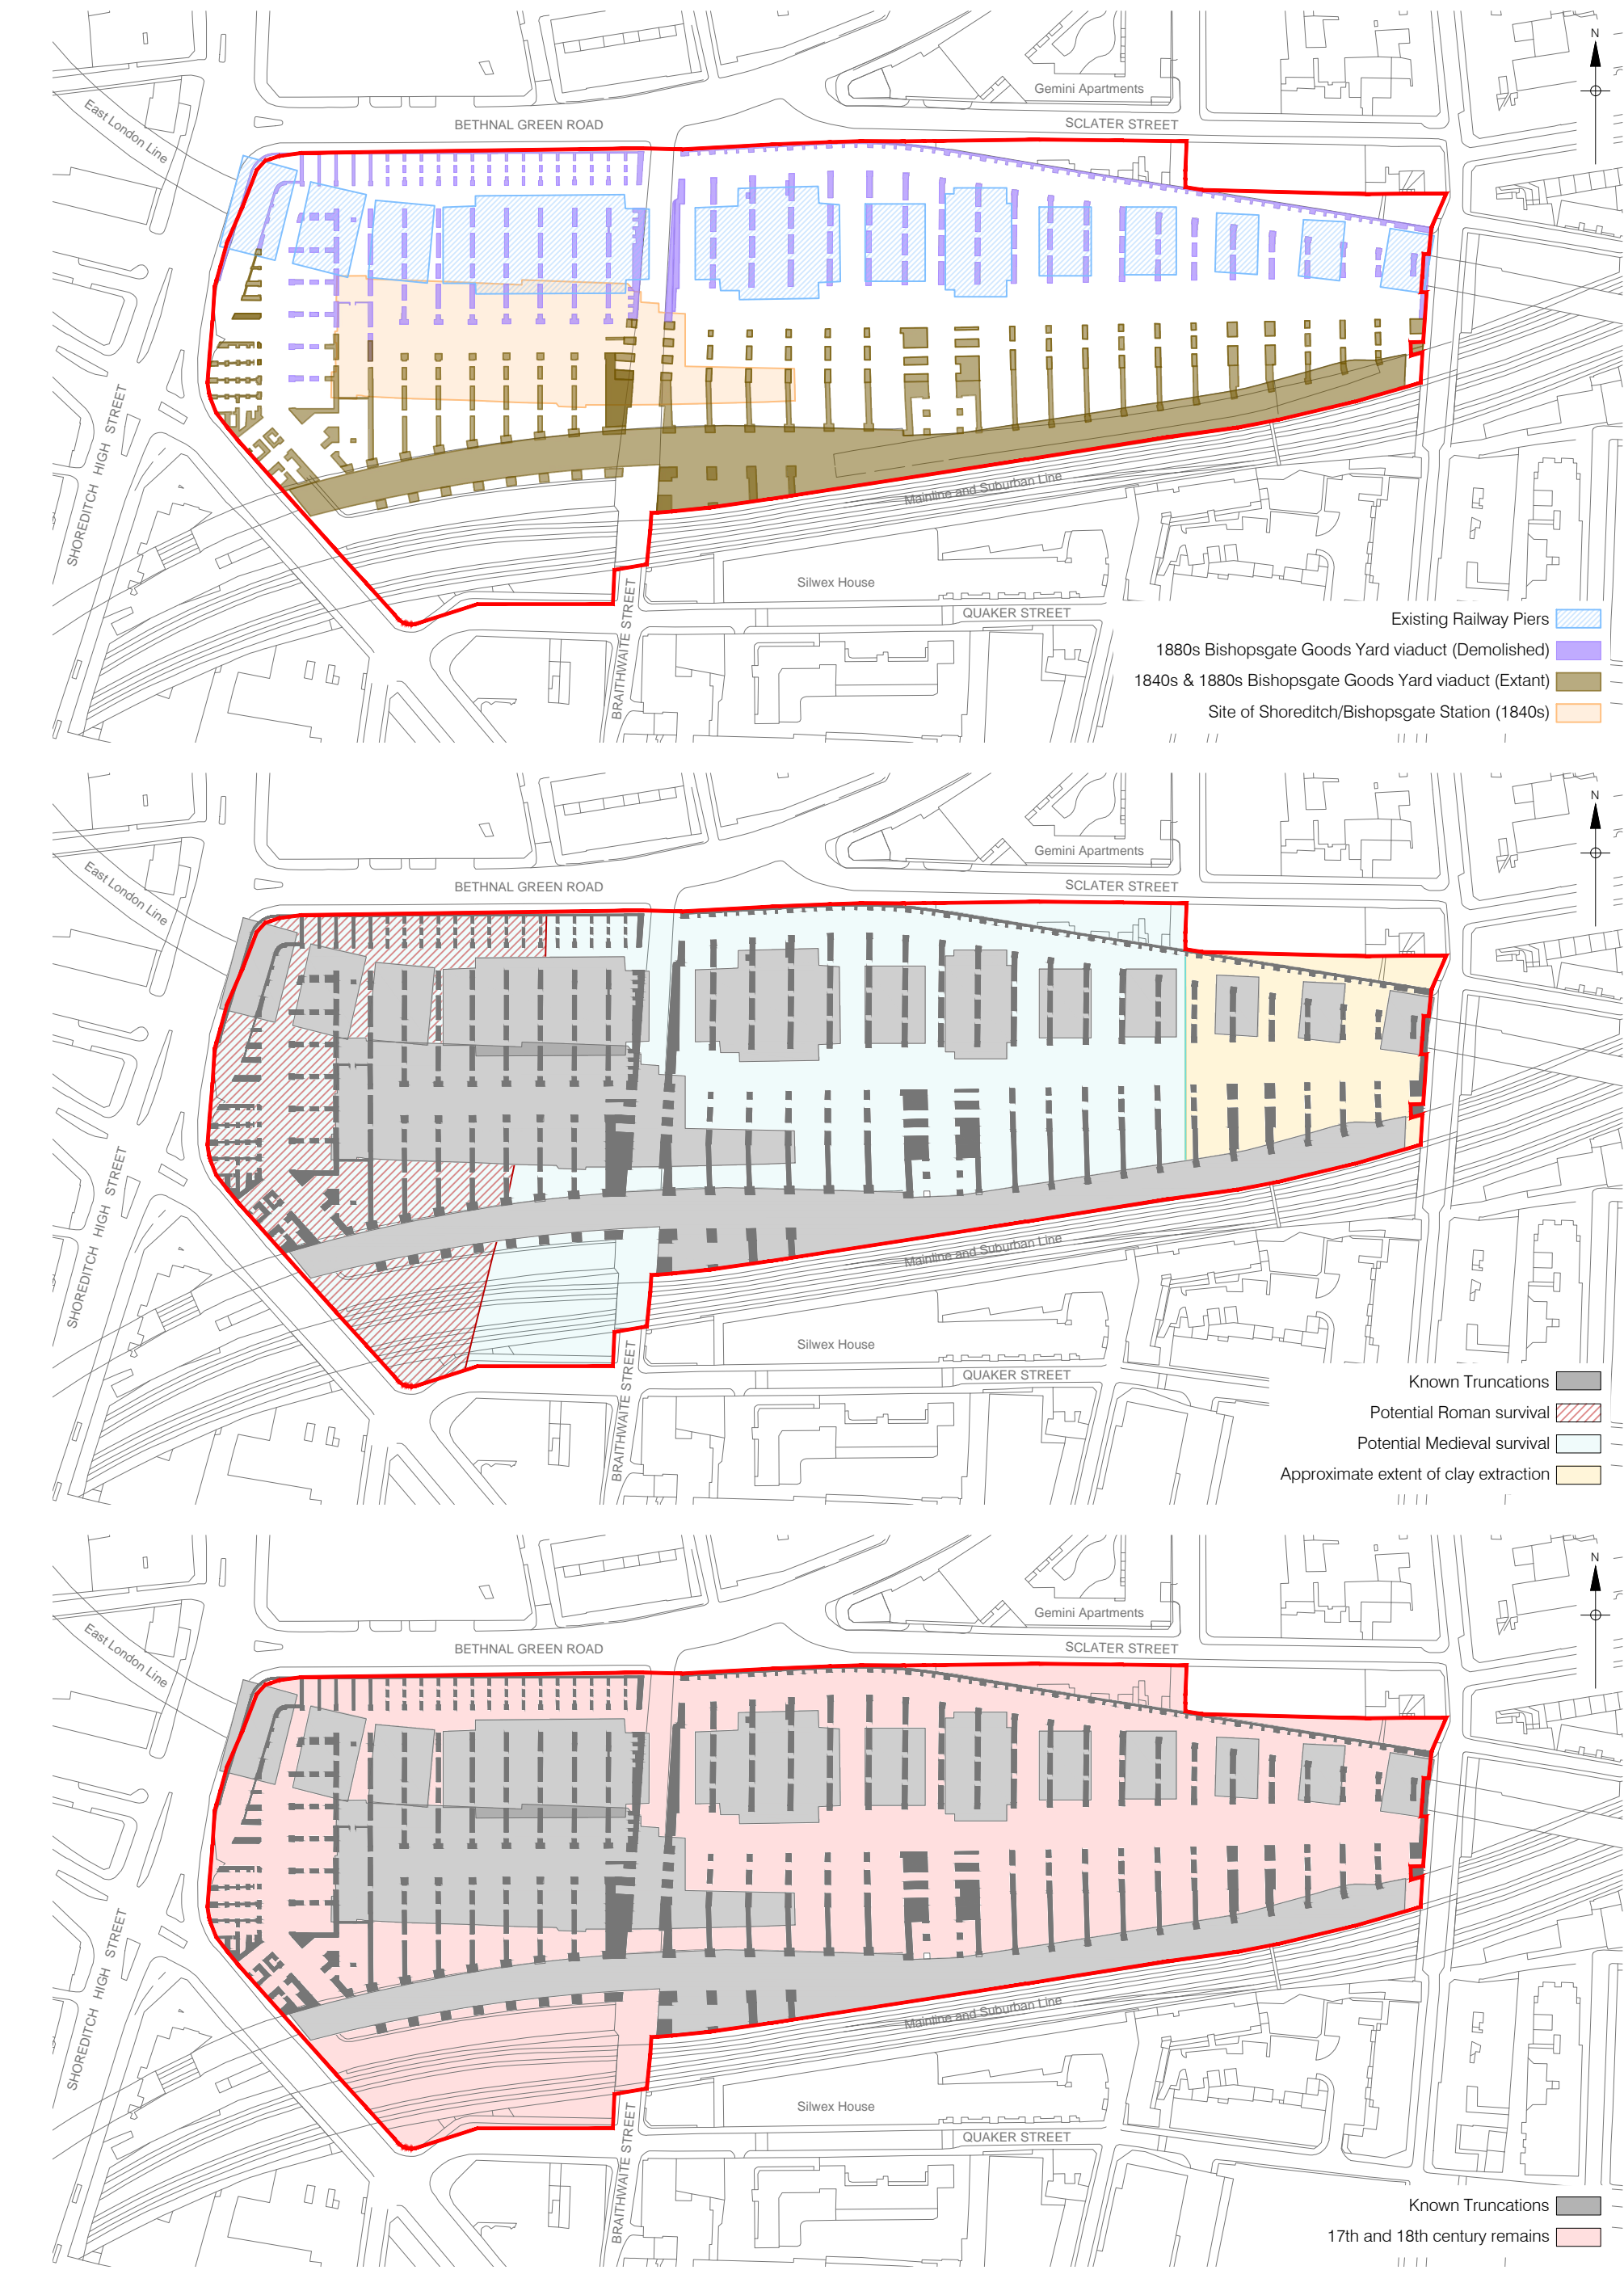 N
Gemini Apartments
East London Line
BETHNAL GREEN ROAD
SCLATER STREET
SHOREDITCH HIGH STREET
Mainline and Suburban Line
Silwex House
BRAITHWAITE STREET
QUAKER STREET
Existing Railway Piers
1880s Bishopsgate Goods Yard viaduct (Demolished)
1840s & 1880s Bishopsgate Goods Yard viaduct (Extant)
Site of Shoreditch/Bishopsgate Station (1840s)
N
Gemini Apartments
East London Line
BETHNAL GREEN ROAD
SCLATER STREET
SHOREDITCH HIGH STREET
Mainline and Suburban Line
Silwex House
BRAITHWAITE STREET
QUAKER STREET
Known Truncations
Potential Roman survival
Potential Medieval survival
Approximate extent of clay extraction
N
Gemini Apartments
East London Line
BETHNAL GREEN ROAD
SCLATER STREET
SHOREDITCH HIGH STREET
Mainline and Suburban Line
Silwex House
BRAITHWAITE STREET
QUAKER STREET
Known Truncations
17th and 18th century remains